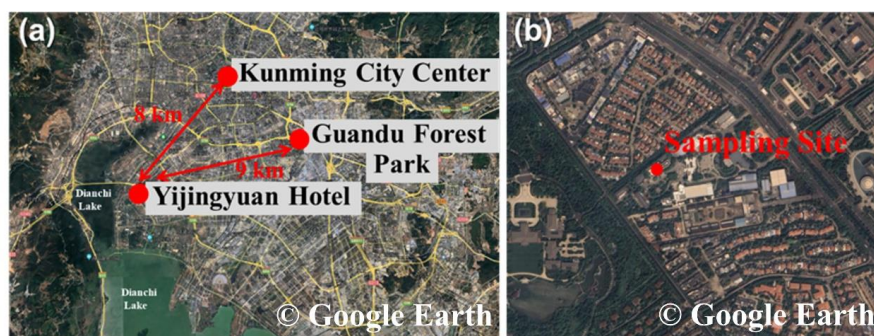 (a)
Kunming City Center
8 km
Guandu Forest
Park
9 km
Yijingyuan Hotel
Dianchi
Lake
Dianchi
Lake
© Google Earth
(b)
Sampling Site
© Google Earth